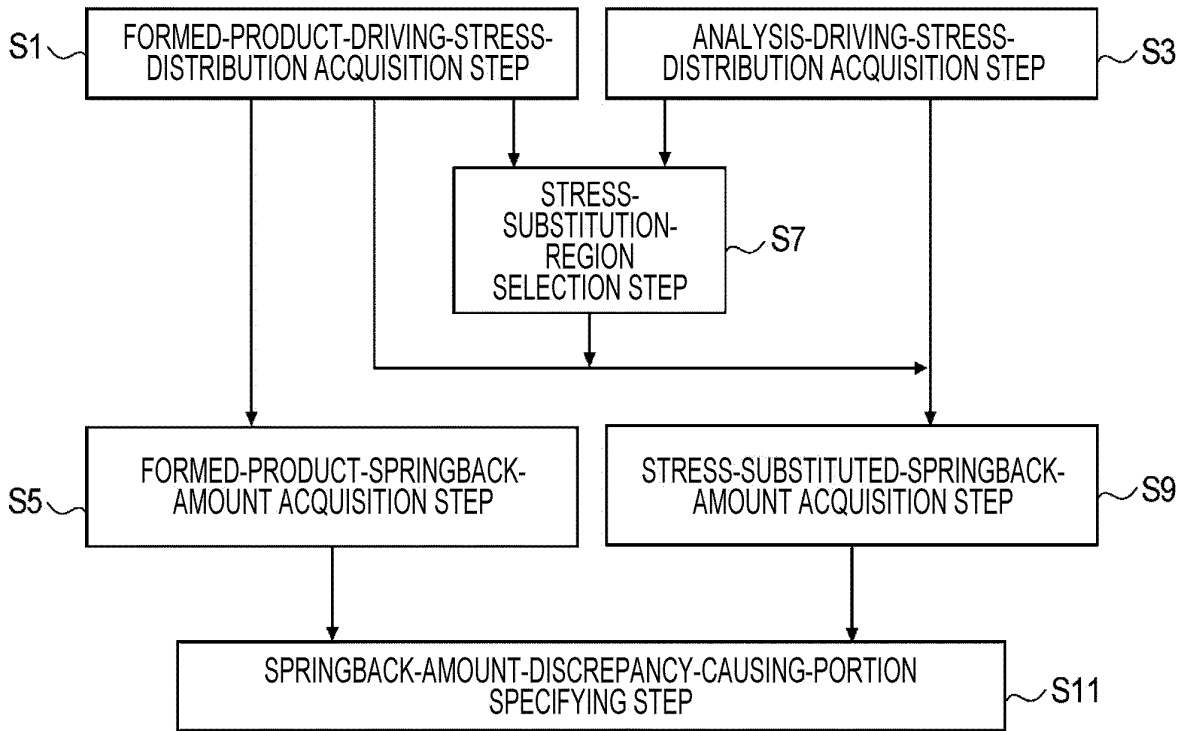 S1
FORMED-PRODUCT-DRIVING-STRESS-
DISTRIBUTION ACQUISITION STEP
ANALYSIS-DRIVING-STRESS-
DISTRIBUTION ACQUISITION STEP
S3
STRESS-
SUBSTITUTION-
REGION
SELECTION STEP
S7
S5
FORMED-PRODUCT-SPRINGBACK-
AMOUNT ACQUISITION STEP
STRESS-SUBSTITUTED-SPRINGBACK-
AMOUNT ACQUISITION STEP
S9
SPRINGBACK-AMOUNT-DISCREPANCY-CAUSING-PORTION
SPECIFYING STEP
S11